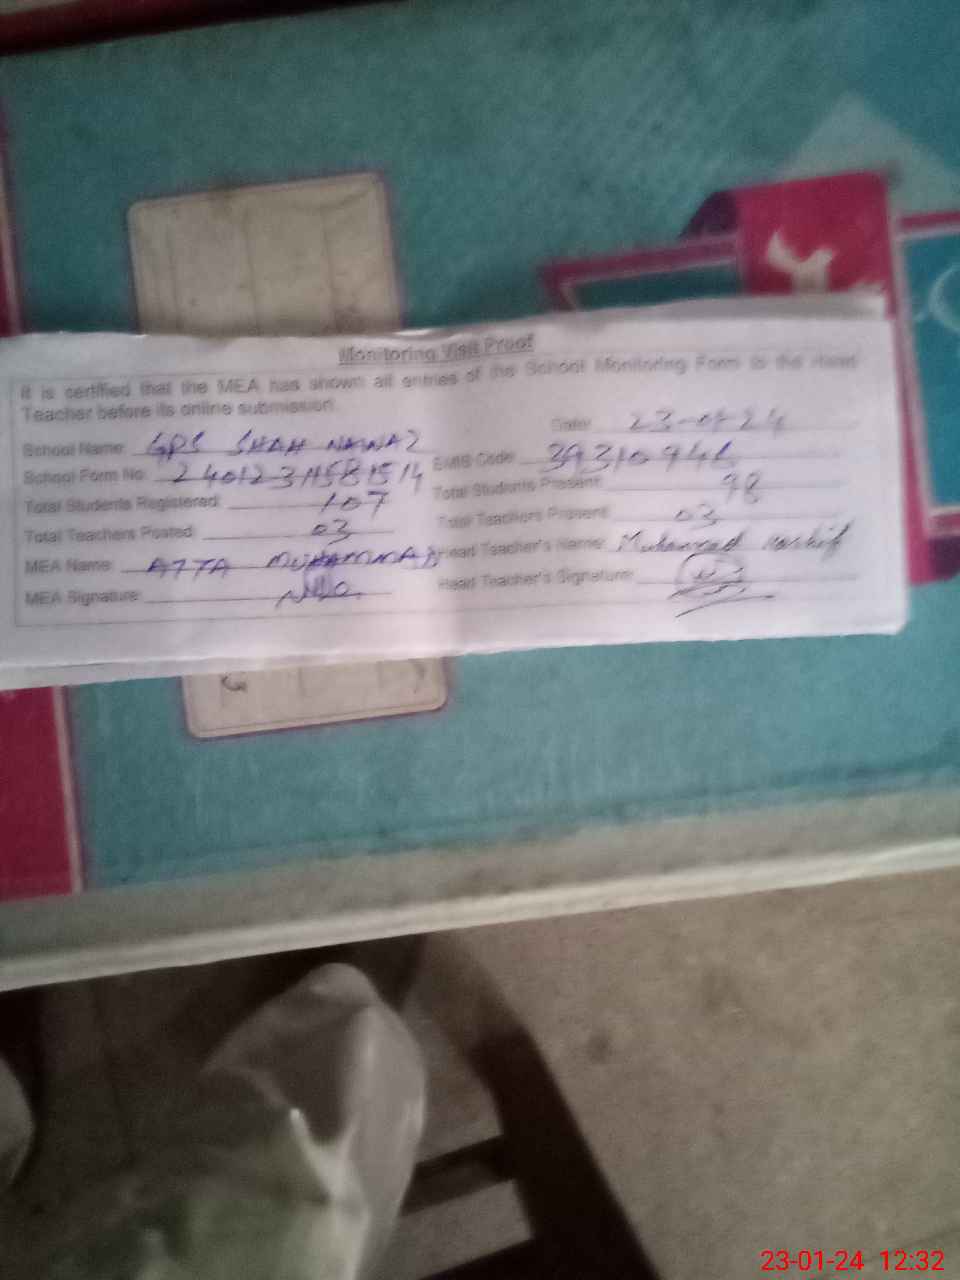 Monitoring Visit Proof
It is certified that the MEA has shown all entries of the School Monitoring Form to the Head
Teacher before its online submission.
Date: 23-01-24
School Name: GPS SHAH NAWAZ
EMIS Code: 39310946
School Form No:
Total Students Registered: 107
Total Students Present: 98
Total Teachers Posted: 03
Total Teachers Present: 03
MEA Name: ATTA MUHAMMAD
Head Teacher's Name: Muhammad
MEA Signature:
Head Teacher's Signature:
23-01-24 12:32